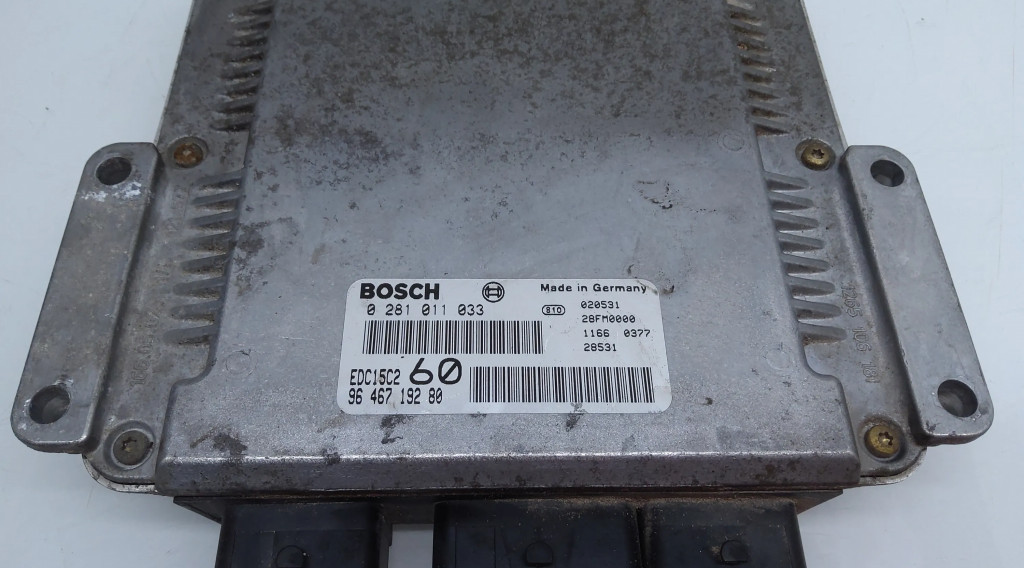 BOSCH Made in Germany
0 281 011 033 810 020531
28FM0000
1166 0377
28531
EDC15C2 60
96 467 192 80